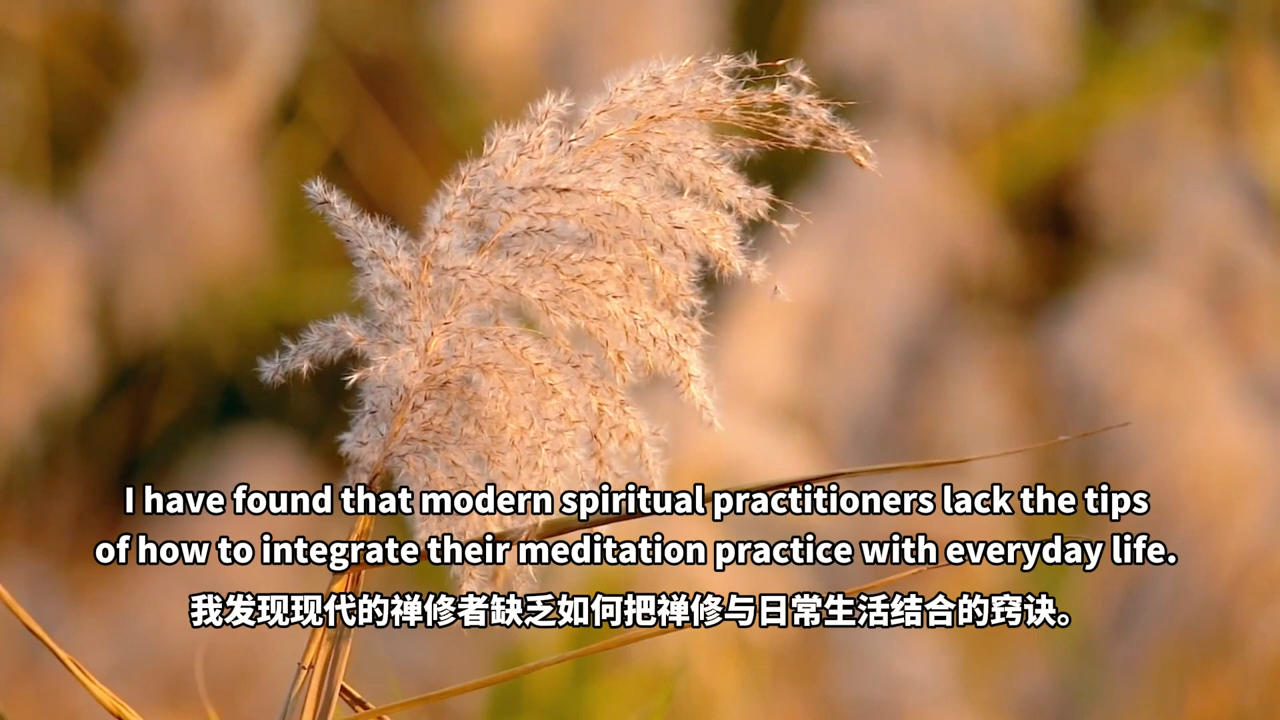 I have found that modern spiritual practitioners lack the tips
of how to integrate their meditation practice with everyday life.
我发现现代的禅修者缺乏如何把禅修与日常生活结合的窍诀。